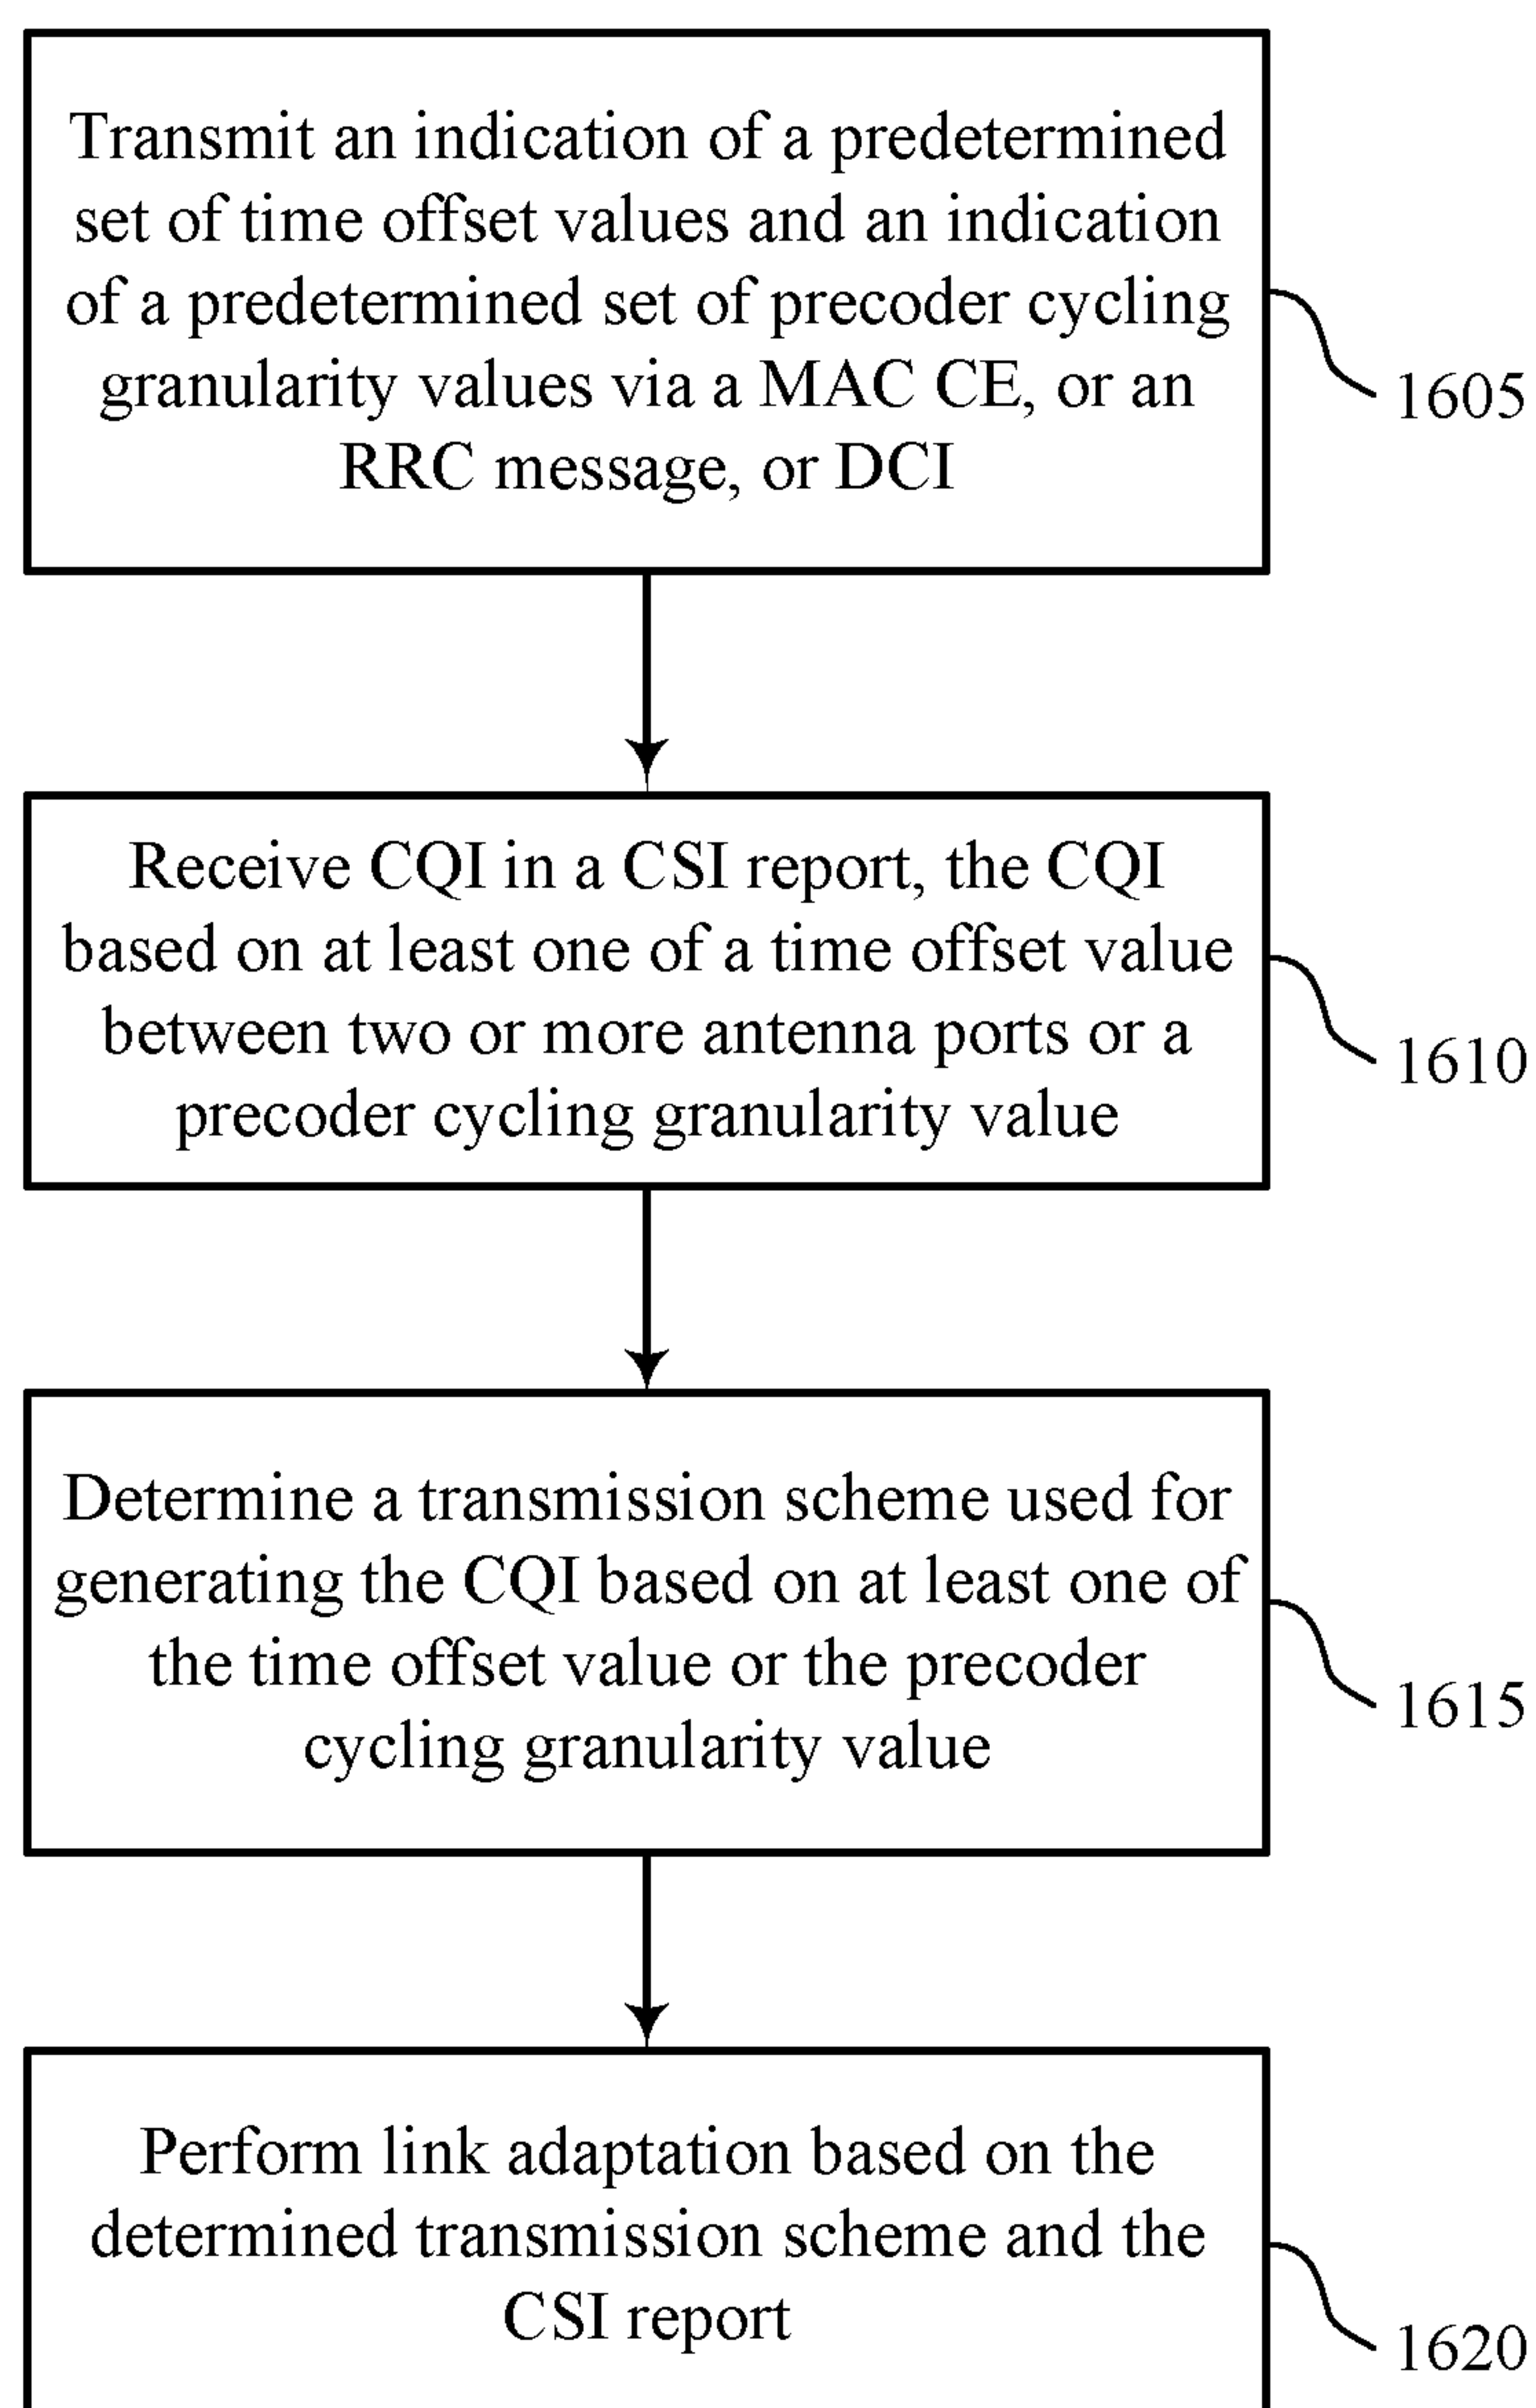 Transmit an indication of a predetermined
set of time offset values and an indication
of a predetermined set of precoder cycling
granularity values via a MAC CE, or an
RRC message, or DCI
1605
Receive CQI in a CSI report, the CQI
based on at least one of a time offset value
between two or more antenna ports or a
precoder cycling granularity value
1610
Determine a transmission scheme used for
generating the CQI based on at least one of
the time offset value or the precoder
cycling granularity value
1615
Perform link adaptation based on the
determined transmission scheme and the
CSI report
1620